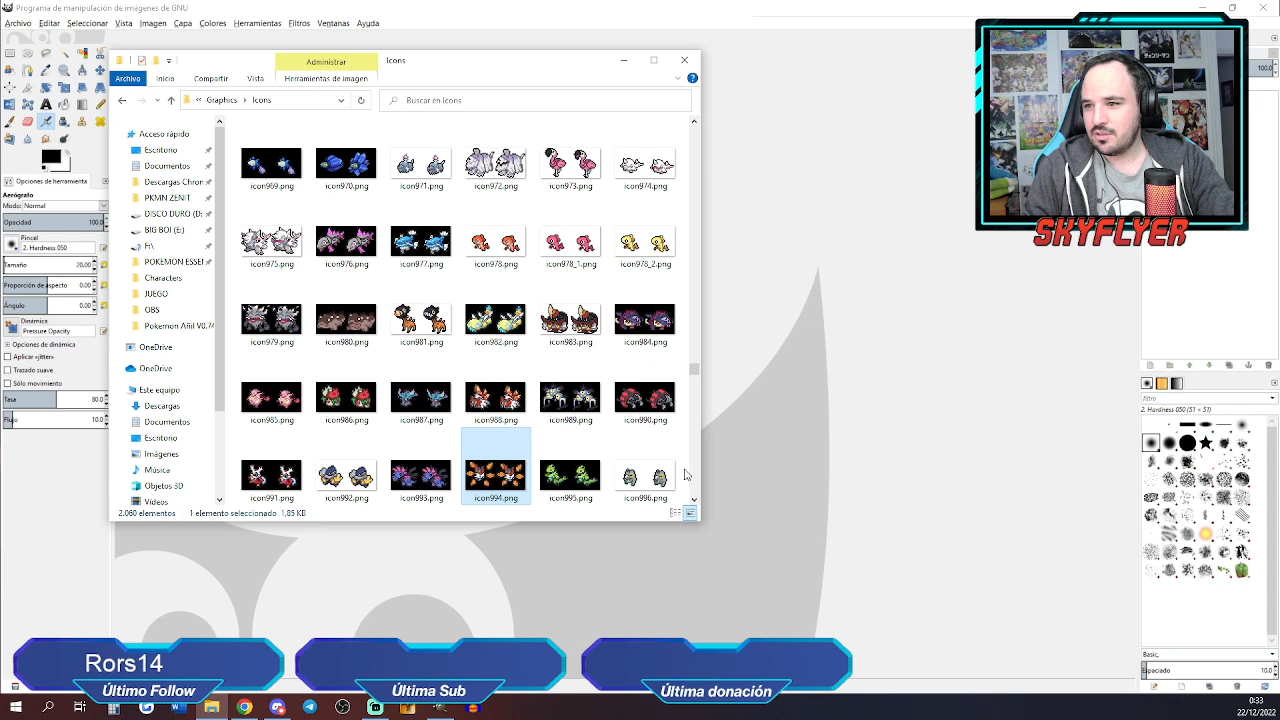 Programa de manipulación de imágenes de GNU
Archivo Editar Seleccionar Vista Imagen Capa Colores Herramientas Filtros Ventanas Ayuda
Administrar
Icons
Archivo Inicio Compartir Vista Herramientas de imagen
« Graphics › Icons
Buscar en Icons
Acceso rápido
Escritorio
Documentos
Descargas Chron
PKMN ZENIT
DISCO DURO (D:
BIG BOI (E:)
F:\
POKEMON ESSEN
Characters
JUEGO
OBS
Pokemon Añil V0.74
OneDrive
OneDrive
Este equipo
Descargas
Documentos
Escritorio
Imágenes
Música
Objetos 3D
Vídeos
icon969.png icon970.png icon971.png icon972.png icon973.png icon974.png
icon975.png icon976.png icon977.png icon978.png icon978_1.png icon978_2.png
icon979.png icon980.png icon981.png icon982.png icon983.png icon984.png
icon985.png icon986.png icon987.png icon988.png icon989.png icon990.png
icon991.png icon992.png icon993.png icon994.png icon995.png icon996.png
2.060 elementos 1 elemento seleccionado 1,85 KB
Opciones de herramienta
Aerógrafo
Modo Normal
Opacidad 100.0
Pincel
2. Hardness 050
Tamaño 20.00
Proporción de aspecto 0.00
Ángulo 0.00
Dinámica
Pressure Opacity
Opciones de dinámica
Aplicar «jitter»
Trazado suave
Sólo movimiento
Tasa 80.0
10.0
SKYFLYER
100.0
filtro
2. Hardness 050 (51 × 51)
Basic,
Espaciado 10.0
Rors14
Último Follow
Última donación
0:33
22/12/2022